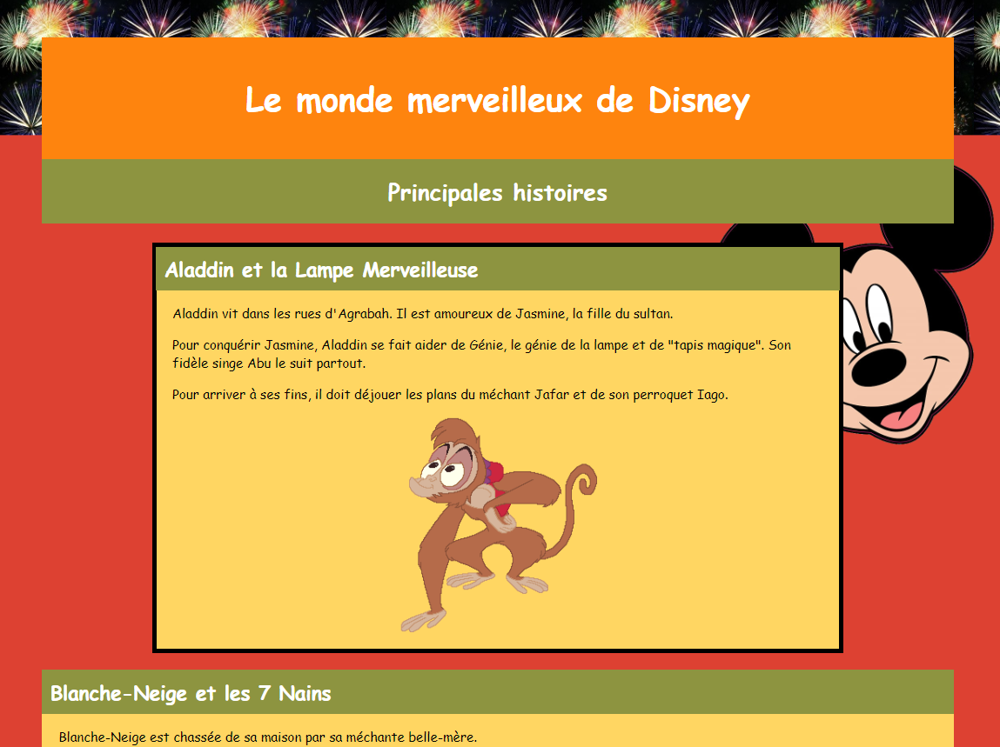 Le monde merveilleux de Disney
Principales histoires
Aladdin et la Lampe Merveilleuse
Aladdin vit dans les rues d'Agrabah. Il est amoureux de Jasmine, la fille du sultan.
Pour conquérir Jasmine, Aladdin se fait aider de Génie, le génie de la lampe et de "tapis magique". Son
fidèle singe Abu le suit partout.
Pour arriver à ses fins, il doit déjouer les plans du méchant Jafar et de son perroquet Iago.
Blanche-Neige et les 7 Nains
Blanche-Neige est chassée de sa maison par sa méchante belle-mère.